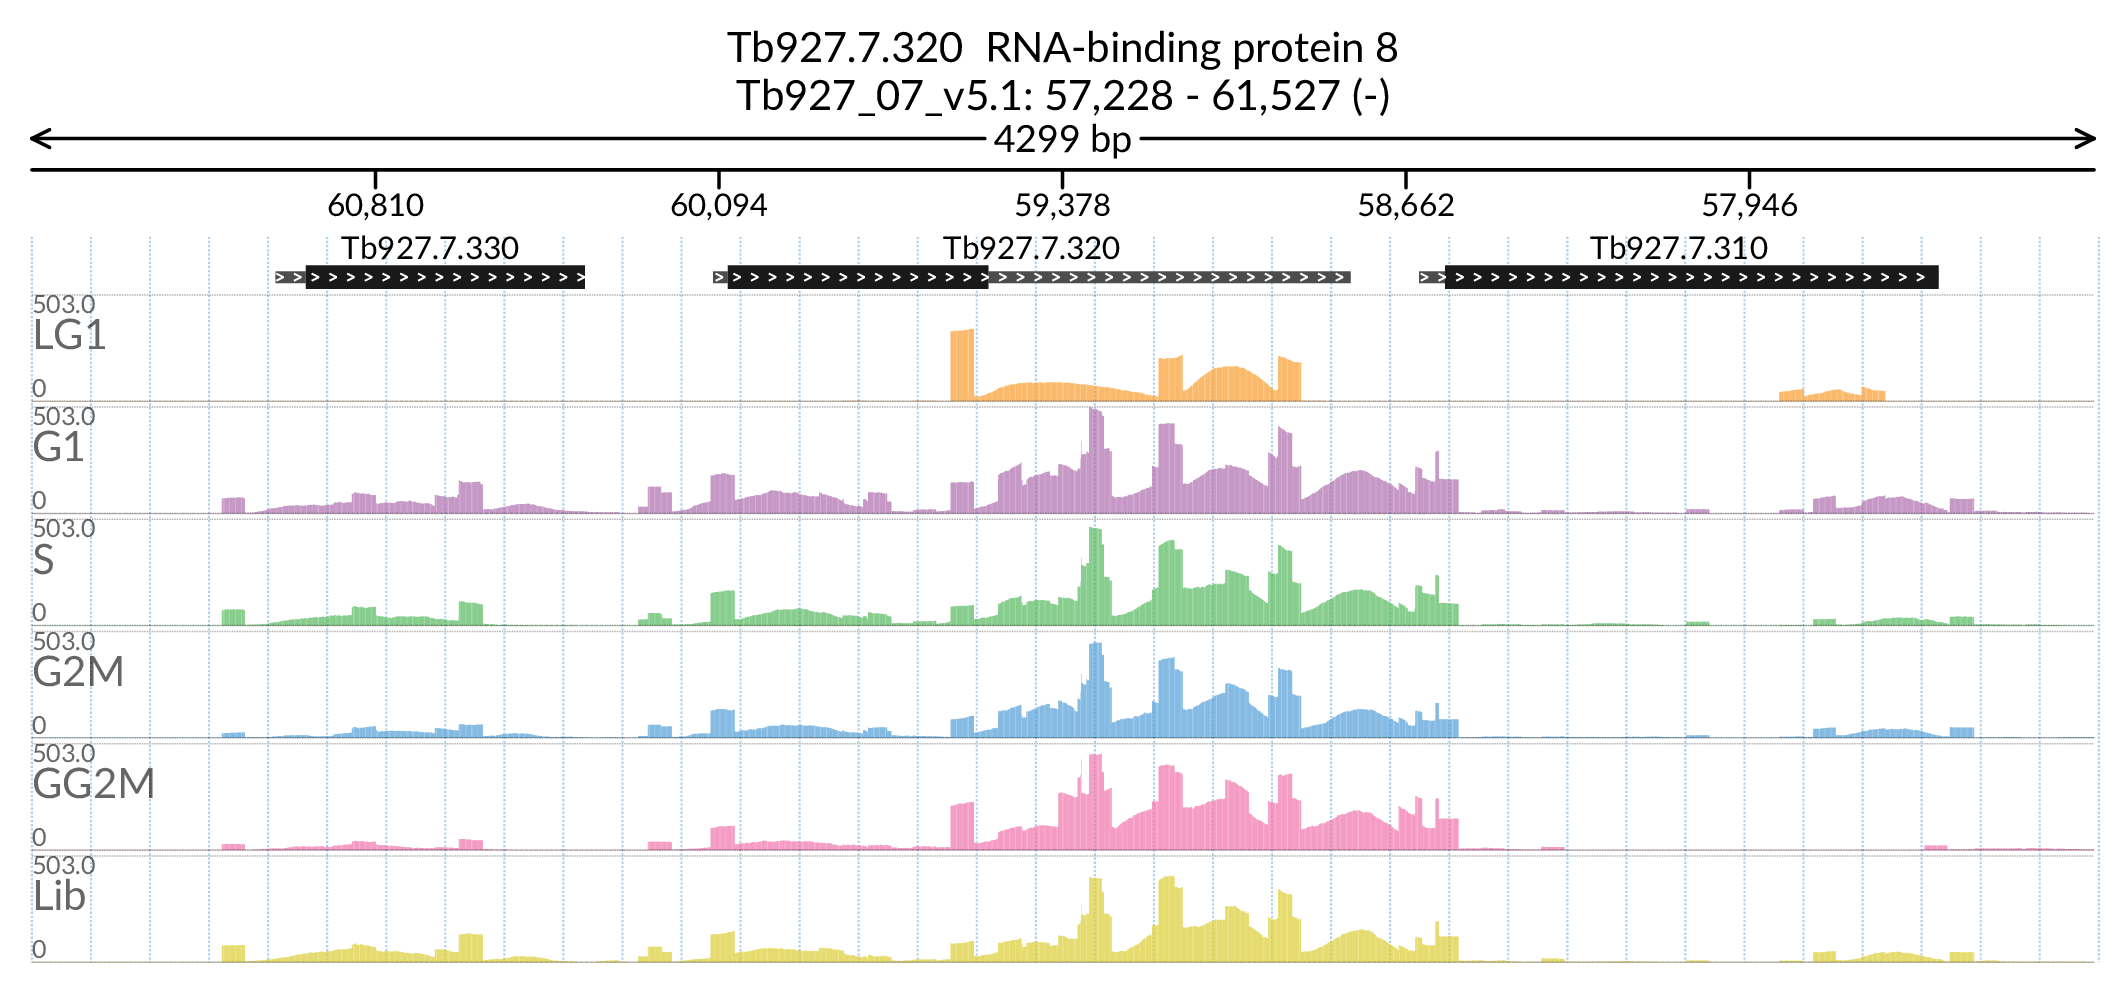 Tb927.7.320 RNA-binding protein 8
Tb927_07_v5.1: 57,228 - 61,527 (-)
4299 bp
60,810 60,094 59,378 58,662 57,946
Tb927.7.330 Tb927.7.320 Tb927.7.310
503.0
LG1
0
503.0
G1
0
503.0
S
0
503.0
G2M
0
503.0
GG2M
0
503.0
Lib
0